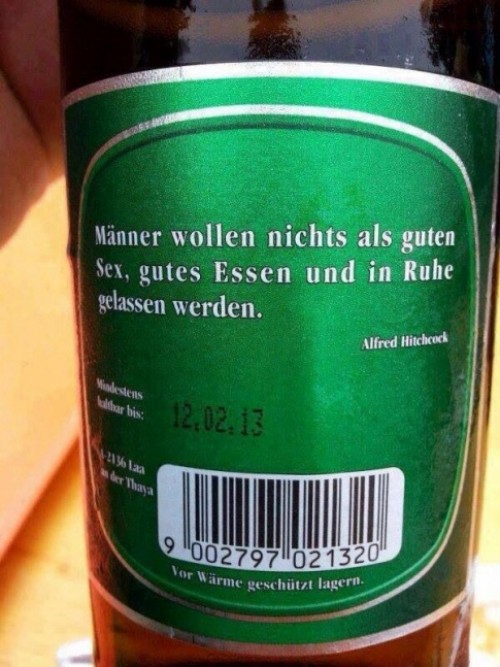 Männer wollen nichts als guten
Sex, gutes Essen und in Ruhe
gelassen werden.
Alfred Hitchcock
Mindestens
haltbar bis:
12.02.13
A-2136 Laa
an der Thaya
9 002797 021320
Vor Wärme geschützt lagern.